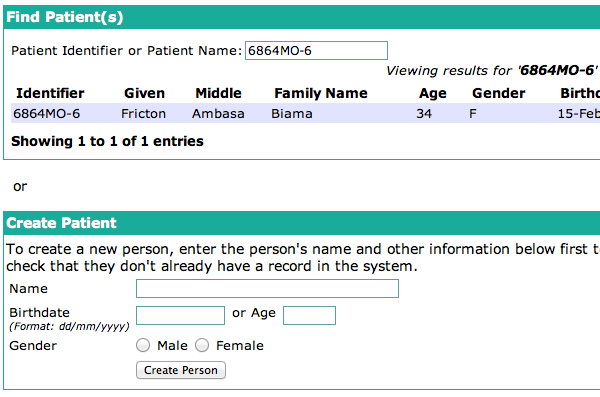 Find Patient(s)
Patient Identifier or Patient Name: 6864MO-6
Viewing results for '6864MO-6'
Identifier Given Middle Family Name Age Gender Birthd
6864MO-6 Fricton Ambasa Biama 34 F 15-Feb
Showing 1 to 1 of 1 entries
or
Create Patient
To create a new person, enter the person's name and other information below first t
check that they don't already have a record in the system.
Name
Birthdate or Age
(Format: dd/mm/yyyy)
Gender Male Female
Create Person